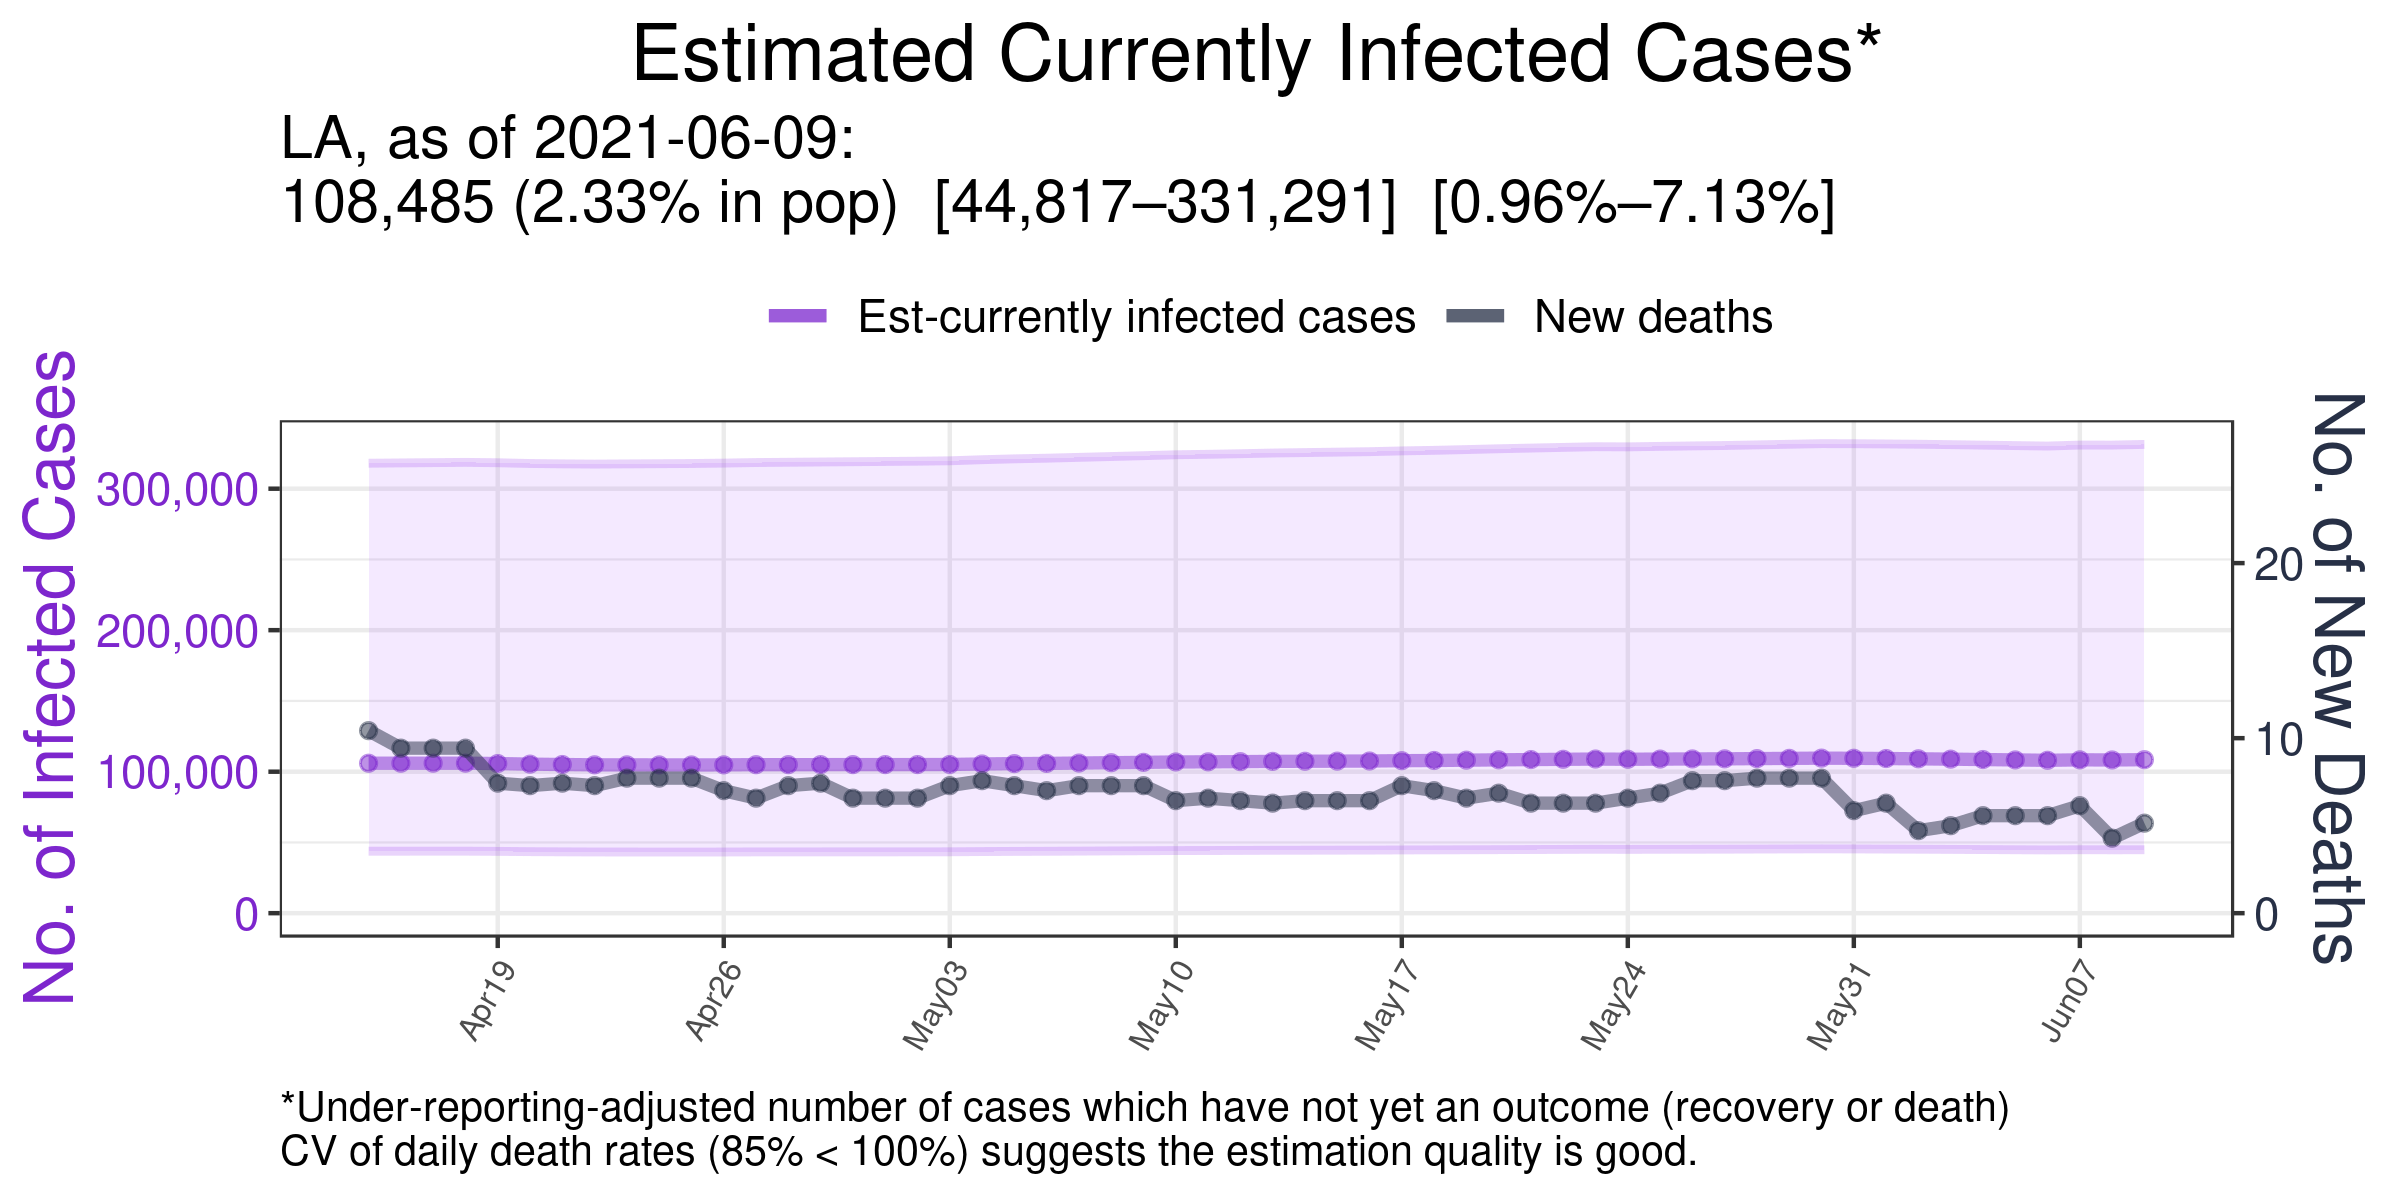 Estimated Currently Infected Cases*
LA, as of 2021-06-09:
108,485 (2.33% in pop)  [44,817–331,291]  [0.96%–7.13%]
Est-currently infected cases
New deaths
No. of Infected Cases
300,000
200,000
100,000
0
20
10
0
No. of New Deaths
Apr19
Apr26
May03
May10
May17
May24
May31
Jun07
*Under-reporting-adjusted number of cases which have not yet an outcome (recovery or death)
CV of daily death rates (85% < 100%) suggests the estimation quality is good.